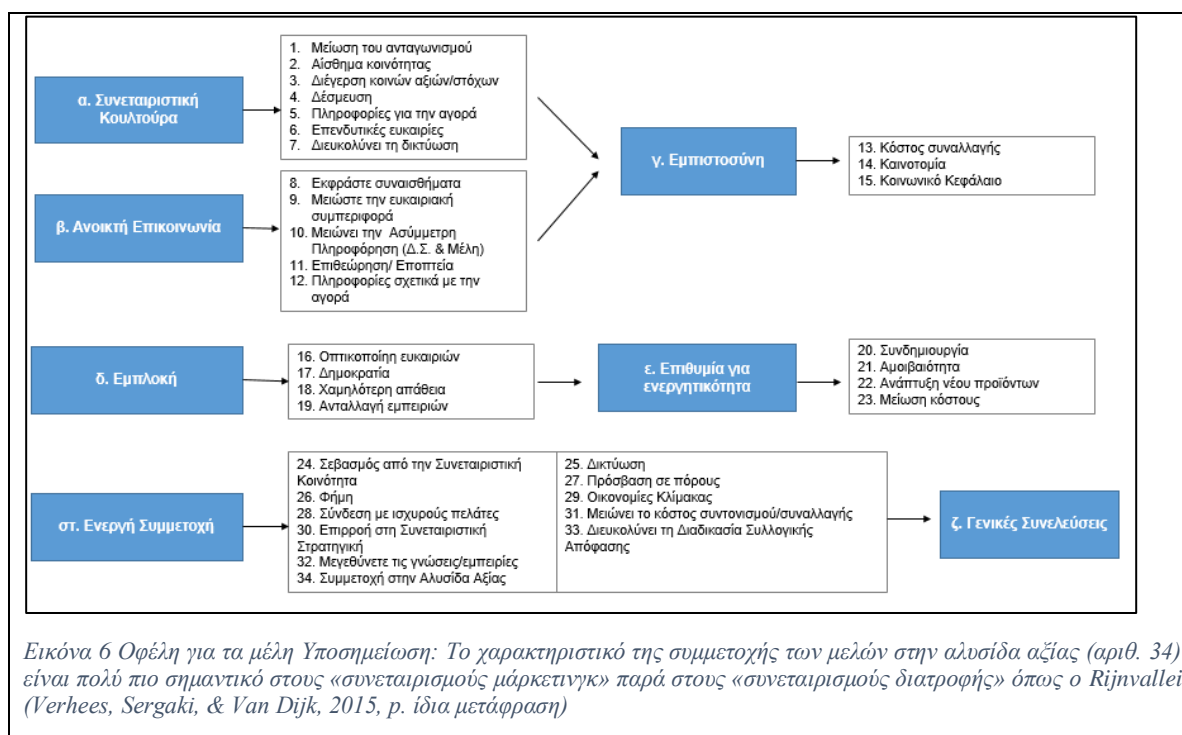 α. Συνεταιριστική
Κουλτούρα
1. Μείωση του ανταγωνισμού
2. Αίσθημα κοινότητας
3. Διέγερση κοινών αξιών/στόχων
4. Δέσμευση
5. Πληροφορίες για την αγορά
6. Επενδυτικές ευκαιρίες
7. Διευκολύνει τη δικτύωση
β. Ανοικτή Επικοινωνία
8. Εκφράστε συναισθήματα
9. Μειώστε την ευκαιριακή
συμπεριφορά
10. Μειώνει την Ασύμμετρη
Πληροφόρηση (Δ.Σ. & Μέλη)
11. Επιθεώρηση/ Εποπτεία
12. Πληροφορίες σχετικά με την
αγορά
γ. Εμπιστοσύνη
13. Κόστος συναλλαγής
14. Καινοτομία
15. Κοινωνικό Κεφάλαιο
δ. Εμπλοκή
16. Οπτικοποίηη ευκαιριών
17. Δημοκρατία
18. Χαμηλότερη απάθεια
19. Ανταλλαγή εμπειριών
ε. Επιθυμία για
ενεργητικότητα
20. Συνδημιουργία
21. Αμοιβαιότητα
22. Ανάπτυξη νέου προϊόντων
23. Μείωση κόστους
στ. Ενεργή Συμμετοχή
24. Σεβασμός από την Συνεταιριστική
Κοινότητα
26. Φήμη
28. Σύνδεση με ισχυρούς πελάτες
30. Επιρροή στη Συνεταιριστική
Στρατηγική
32. Μεγεθύνετε τις γνώσεις/εμπειρίες
34. Συμμετοχή στην Αλυσίδα Αξίας
25. Δικτύωση
27. Πρόσβαση σε πόρους
29. Οικονομίες Κλίμακας
31. Μειώνει το κόστος συντονισμού/συναλλαγής
33. Διευκολύνει τη Διαδικασία Συλλογικής
Απόφασης
ζ. Γενικές Συνελεύσεις
Εικόνα 6 Οφέλη για τα μέλη Υποσημείωση: Το χαρακτηριστικό της συμμετοχής των μελών στην αλυσίδα αξίας (αριθ. 34)
είναι πολύ πιο σημαντικό στους «συνεταιρισμούς μάρκετινγκ» παρά στους «συνεταιρισμούς διατροφής» όπως ο Rijnvallei
(Verhees, Sergaki, & Van Dijk, 2015, p. ίδια μετάφραση)